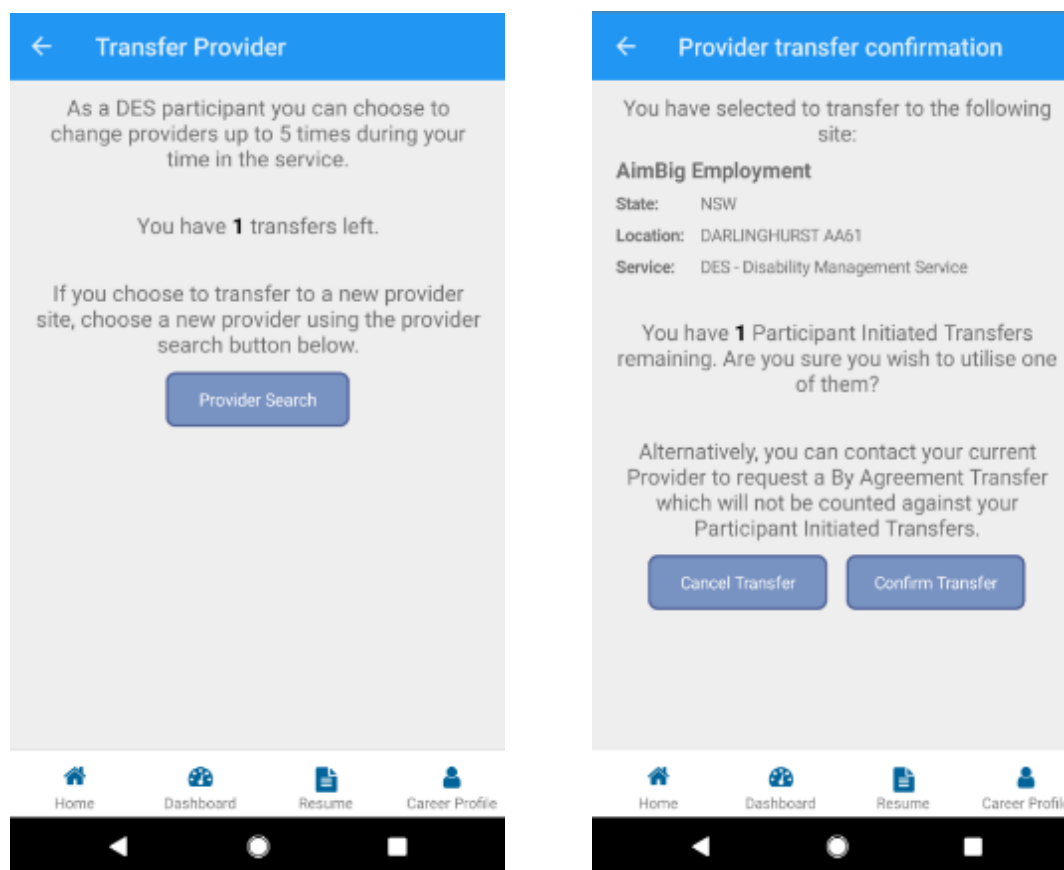 Transfer Provider
As a DES participant you can choose to
change providers up to 5 times during your
time in the service.
You have 1 transfers left.
If you choose to transfer to a new provider
site, choose a new provider using the provider
search button below.
Provider Search
Home Dashboard Resume Career Profile
Provider transfer confirmation
You have selected to transfer to the following
site:
AimBig Employment
State: NSW
Location: DARLINGHURST AA61
Service: DES - Disability Management Service
You have 1 Participant Initiated Transfers
remaining. Are you sure you wish to utilise one
of them?
Alternatively, you can contact your current
Provider to request a By Agreement Transfer
which will not be counted against your
Participant Initiated Transfers.
Cancel Transfer Confirm Transfer
Home Dashboard Resume Career Profil